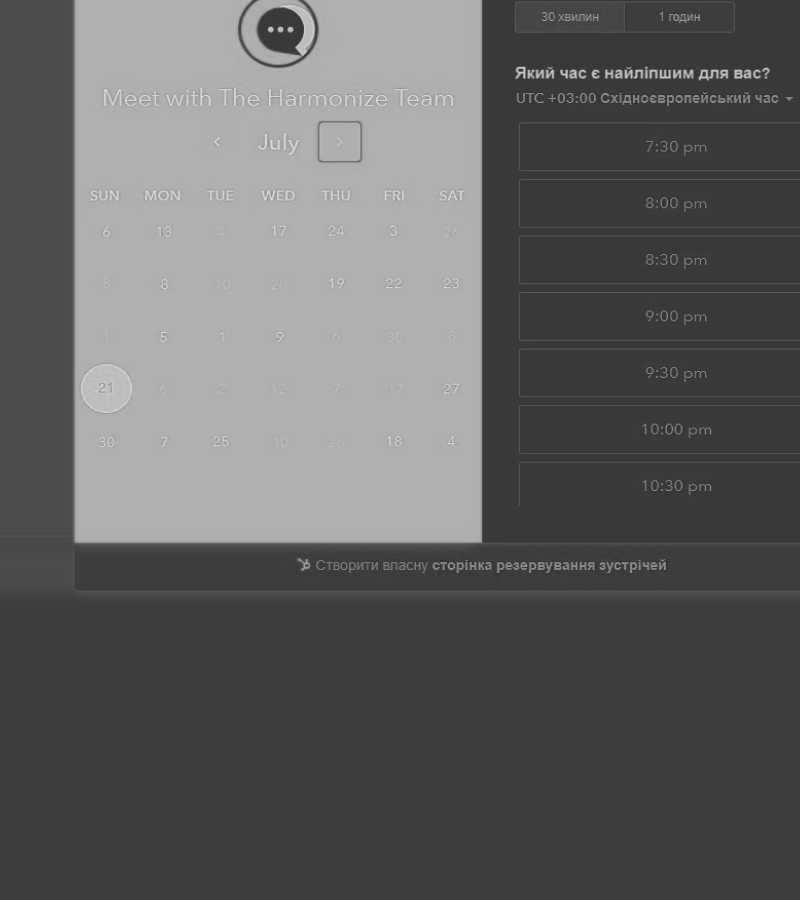 30 хвилин 1 годин
Meet with The Harmonize Team
July
SUN MON TUE WED THU FRI SAT
6 13 4 17 24 3 26
8 8 10 28 19 22 23
1 5 1 9 6 30 8
21 6 2 12 7 17 27
30 7 25 10 28 18 4
Який час є найліпшим для вас?
UTC +03:00 Східноєвропейський час
7:30 pm
8:00 pm
8:30 pm
9:00 pm
9:30 pm
10:00 pm
10:30 pm
Створити власну сторінка резервування зустрічей